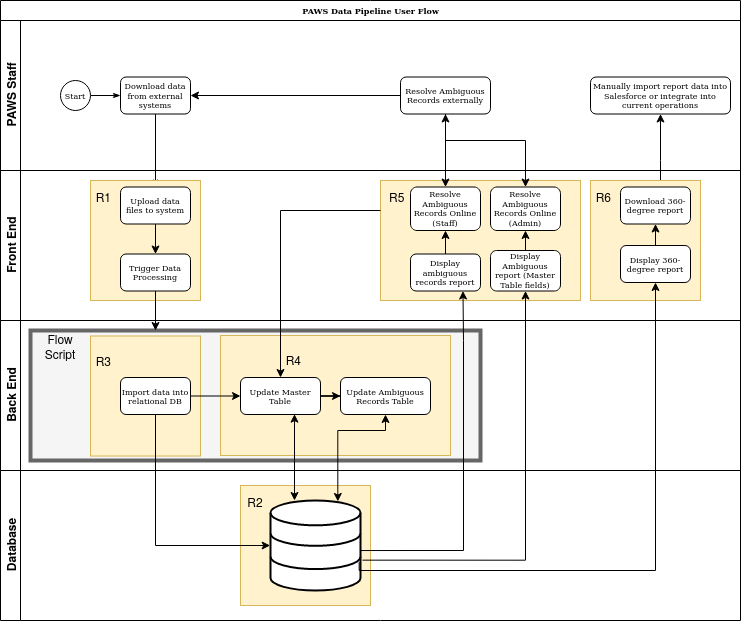 PAWS Data Pipeline User Flow
PAWS Staff
Start
Download data
from external
systems
Resolve Ambiguous
Records externally
Manually import report data into
Salesforce or integrate into
current operations
Front End
R1
Upload data
files to system
Trigger Data
Processing
R5
Resolve
Ambiguous
Records Online
(Staff)
Resolve
Ambiguous
Records Online
(Admin)
Display
ambiguous
records report
Display
Ambiguous
report (Master
Table fields)
R6
Download 360-
degree report
Display 360-
degree report
Back End
Flow
Script
R3
Import data into
relational DB
R4
Update Master
Table
Update Ambiguous
Records Table
Database
R2